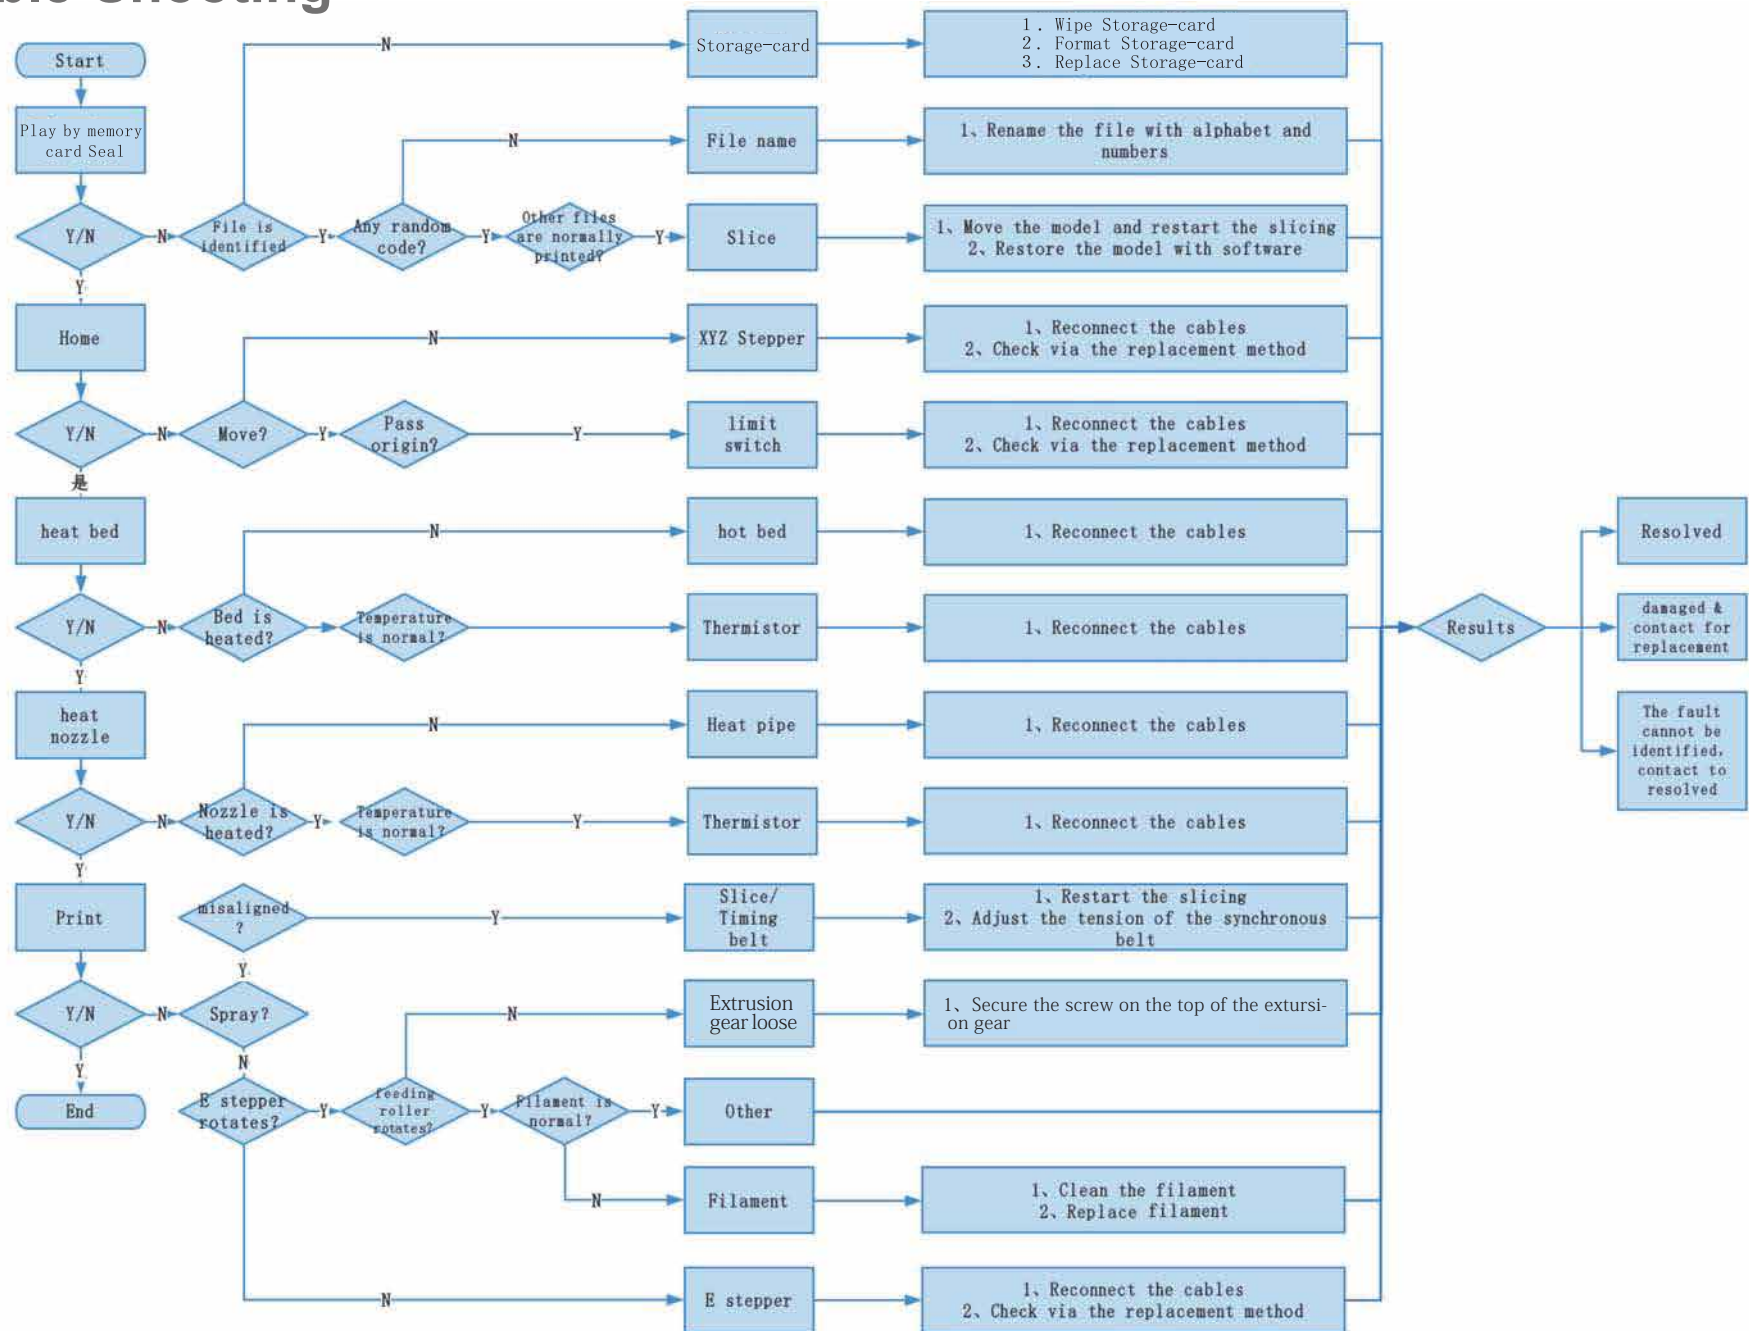 ble Shooting
Start
Play by memory
card Seal
Y/N
N
File is
identified
N
Y
Any random
code?
N
Y
Other files
are normally
printed?
Y
Storage-card
1. Wipe Storage-card
2. Format Storage-card
3. Replace Storage-card
File name
1、Rename the file with alphabet and
numbers
Slice
1、Move the model and restart the slicing
2、Restore the model with software
Y
Home
Y/N
N
Move?
N
Y
Pass
origin?
Y
XYZ Stepper
1、Reconnect the cables
2、Check via the replacement method
limit
switch
1、Reconnect the cables
2、Check via the replacement method
是
heat bed
Y/N
N
Bed is
heated?
N
Temperature
is normal?
hot bed
1、Reconnect the cables
Thermistor
1、Reconnect the cables
Y
heat
nozzle
Y/N
N
Nozzle is
heated?
N
Y
Temperature
is normal?
Y
Heat pipe
1、Reconnect the cables
Thermistor
1、Reconnect the cables
Y
Print
misaligned
?
Y
Slice/
Timing
belt
1、Restart the slicing
2、Adjust the tension of the synchronous
belt
Y/N
N
Y
Spray?
N
Extrusion
gear loose
1、Secure the screw on the top of the extursi-
on gear
Y
End
N
E stepper
rotates?
Y
feeding
roller
rotates?
Y
Filament is
normal?
Y
Other
N
Filament
1、Clean the filament
2、Replace filament
N
E stepper
1、Reconnect the cables
2、Check via the replacement method
Results
Resolved
damaged &
contact for
replacement
The fault
cannot be
identified,
contact to
resolved